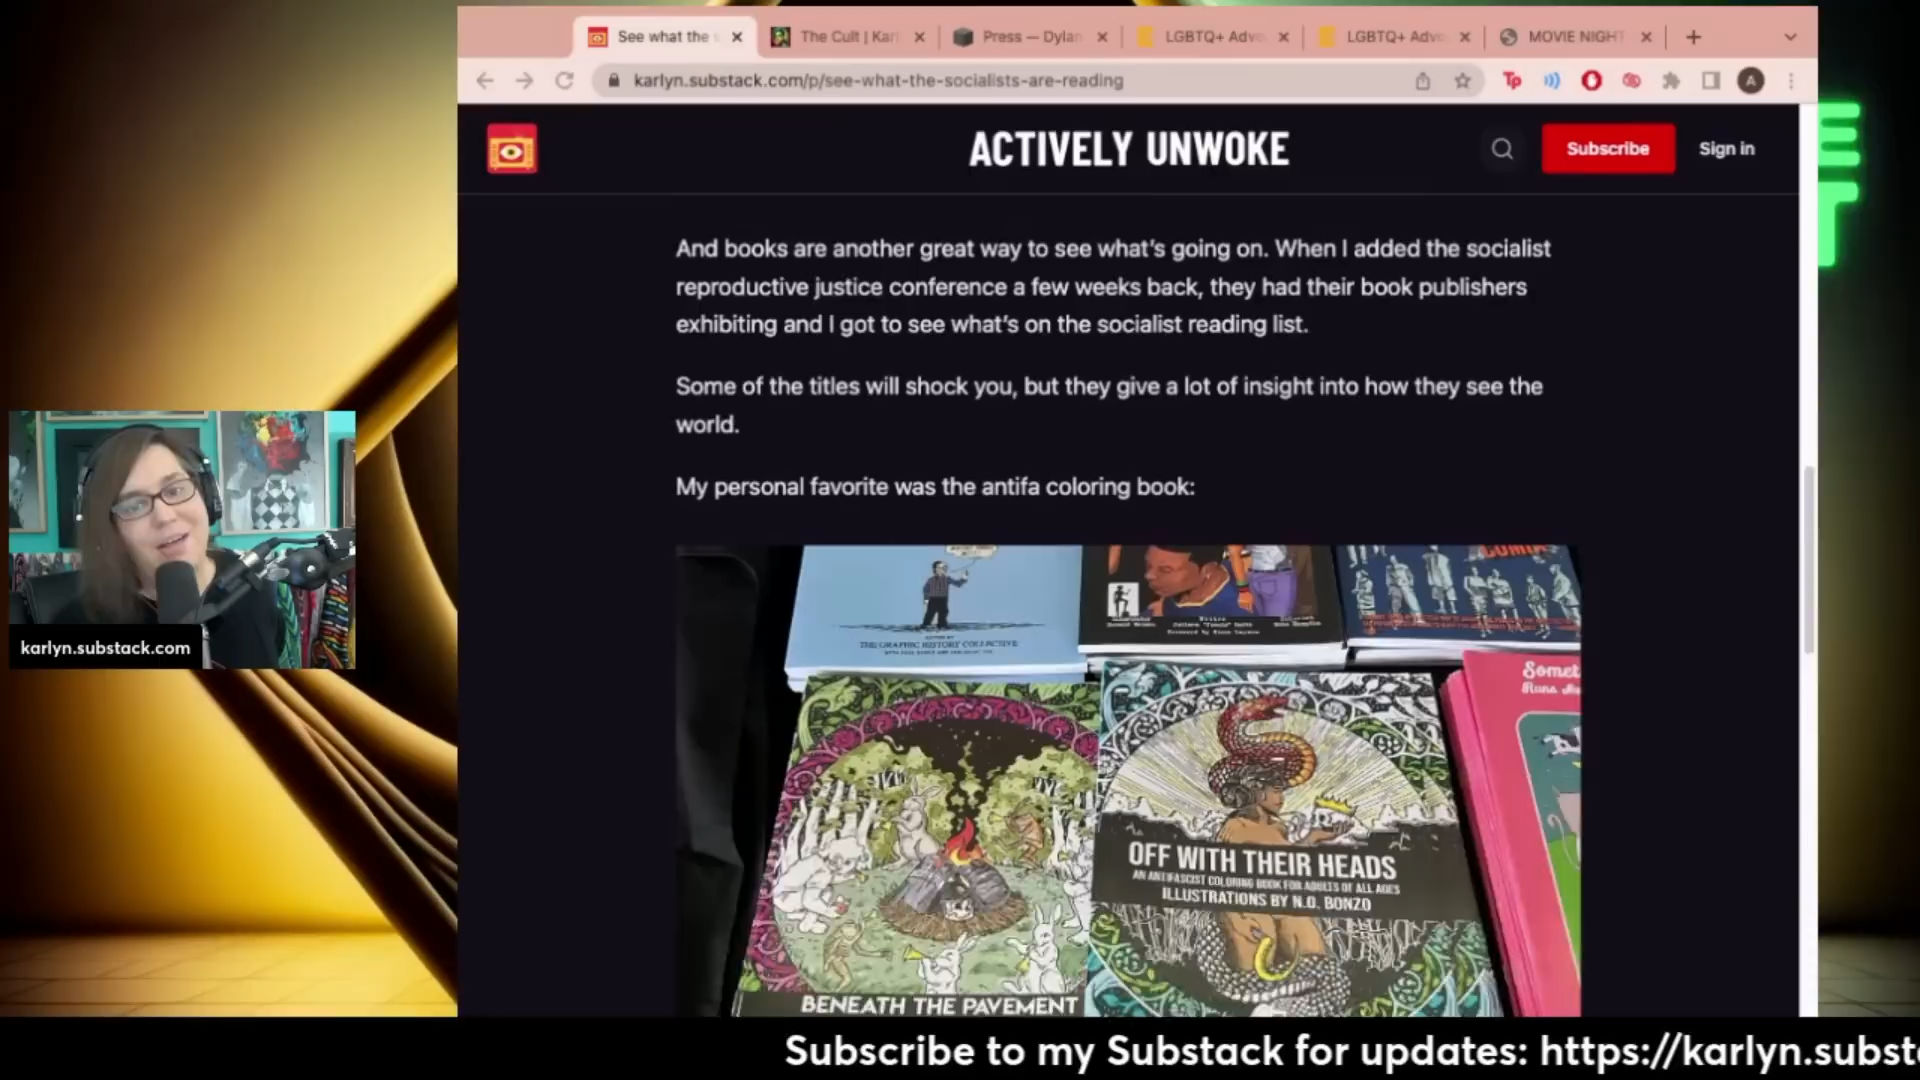 See what the
The Cult | Karl
Press — Dylan
LGBTQ+ Advo
LGBTQ+ Advo
MOVIE NIGHT
karlyn.substack.com/p/see-what-the-socialists-are-reading
Tp
A
ACTIVELY UNWOKE
Subscribe
Sign in
And books are another great way to see what's going on. When I added the socialist
reproductive justice conference a few weeks back, they had their book publishers
exhibiting and I got to see what's on the socialist reading list.
Some of the titles will shock you, but they give a lot of insight into how they see the
world.
My personal favorite was the antifa coloring book:
THE GRAPHIC HISTORY COLLECTIVE
Somet
OFF WITH THEIR HEADS
AN ANTIFASCIST COLORING BOOK FOR ADULTS OF ALL AGES
ILLUSTRATIONS BY N.O. BONZO
BENEATH THE PAVEMENT
karlyn.substack.com
Subscribe to my Substack for updates: https://karlyn.subst